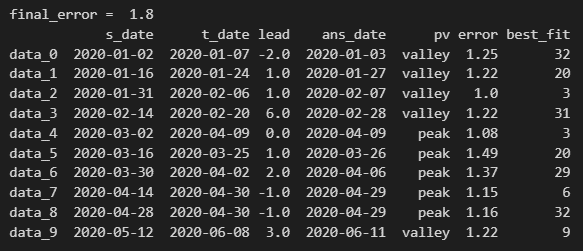 final_error = 1.8
s_date t_date lead ans_date pv error best_fit
data_0 2020-01-02 2020-01-07 -2.0 2020-01-03 valley 1.25 32
data_1 2020-01-16 2020-01-24 1.0 2020-01-27 valley 1.22 20
data_2 2020-01-31 2020-02-06 1.0 2020-02-07 valley 1.0 3
data_3 2020-02-14 2020-02-20 6.0 2020-02-28 valley 1.22 31
data_4 2020-03-02 2020-04-09 0.0 2020-04-09 peak 1.08 3
data_5 2020-03-16 2020-03-25 1.0 2020-03-26 peak 1.49 20
data_6 2020-03-30 2020-04-02 2.0 2020-04-06 peak 1.37 29
data_7 2020-04-14 2020-04-30 -1.0 2020-04-29 peak 1.15 6
data_8 2020-04-28 2020-04-30 -1.0 2020-04-29 peak 1.16 32
data_9 2020-05-12 2020-06-08 3.0 2020-06-11 valley 1.22 9